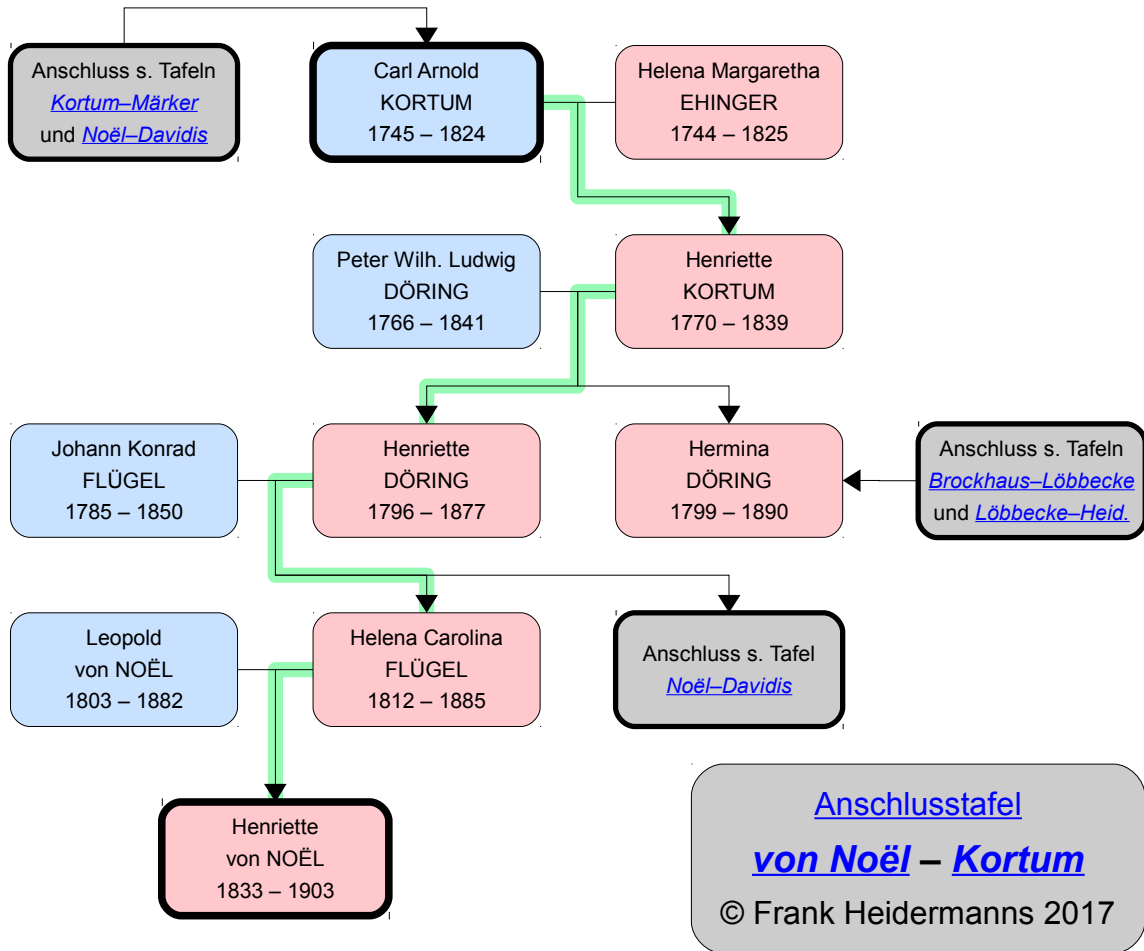 Anschluss s. Tafeln
Kortum–Märker
und Noël–Davidis
Carl Arnold
KORTUM
1745 – 1824
Helena Margaretha
EHINGER
1744 – 1825
Peter Wilh. Ludwig
DÖRING
1766 – 1841
Henriette
KORTUM
1770 – 1839
Johann Konrad
FLÜGEL
1785 – 1850
Henriette
DÖRING
1796 – 1877
Hermina
DÖRING
1799 – 1890
Anschluss s. Tafeln
Brockhaus–Löbbecke
und Löbbecke–Heid.
Leopold
von NOËL
1803 – 1882
Helena Carolina
FLÜGEL
1812 – 1885
Anschluss s. Tafel
Noël–Davidis
Henriette
von NOËL
1833 – 1903
Anschlusstafel
von Noël – Kortum
© Frank Heidermanns 2017